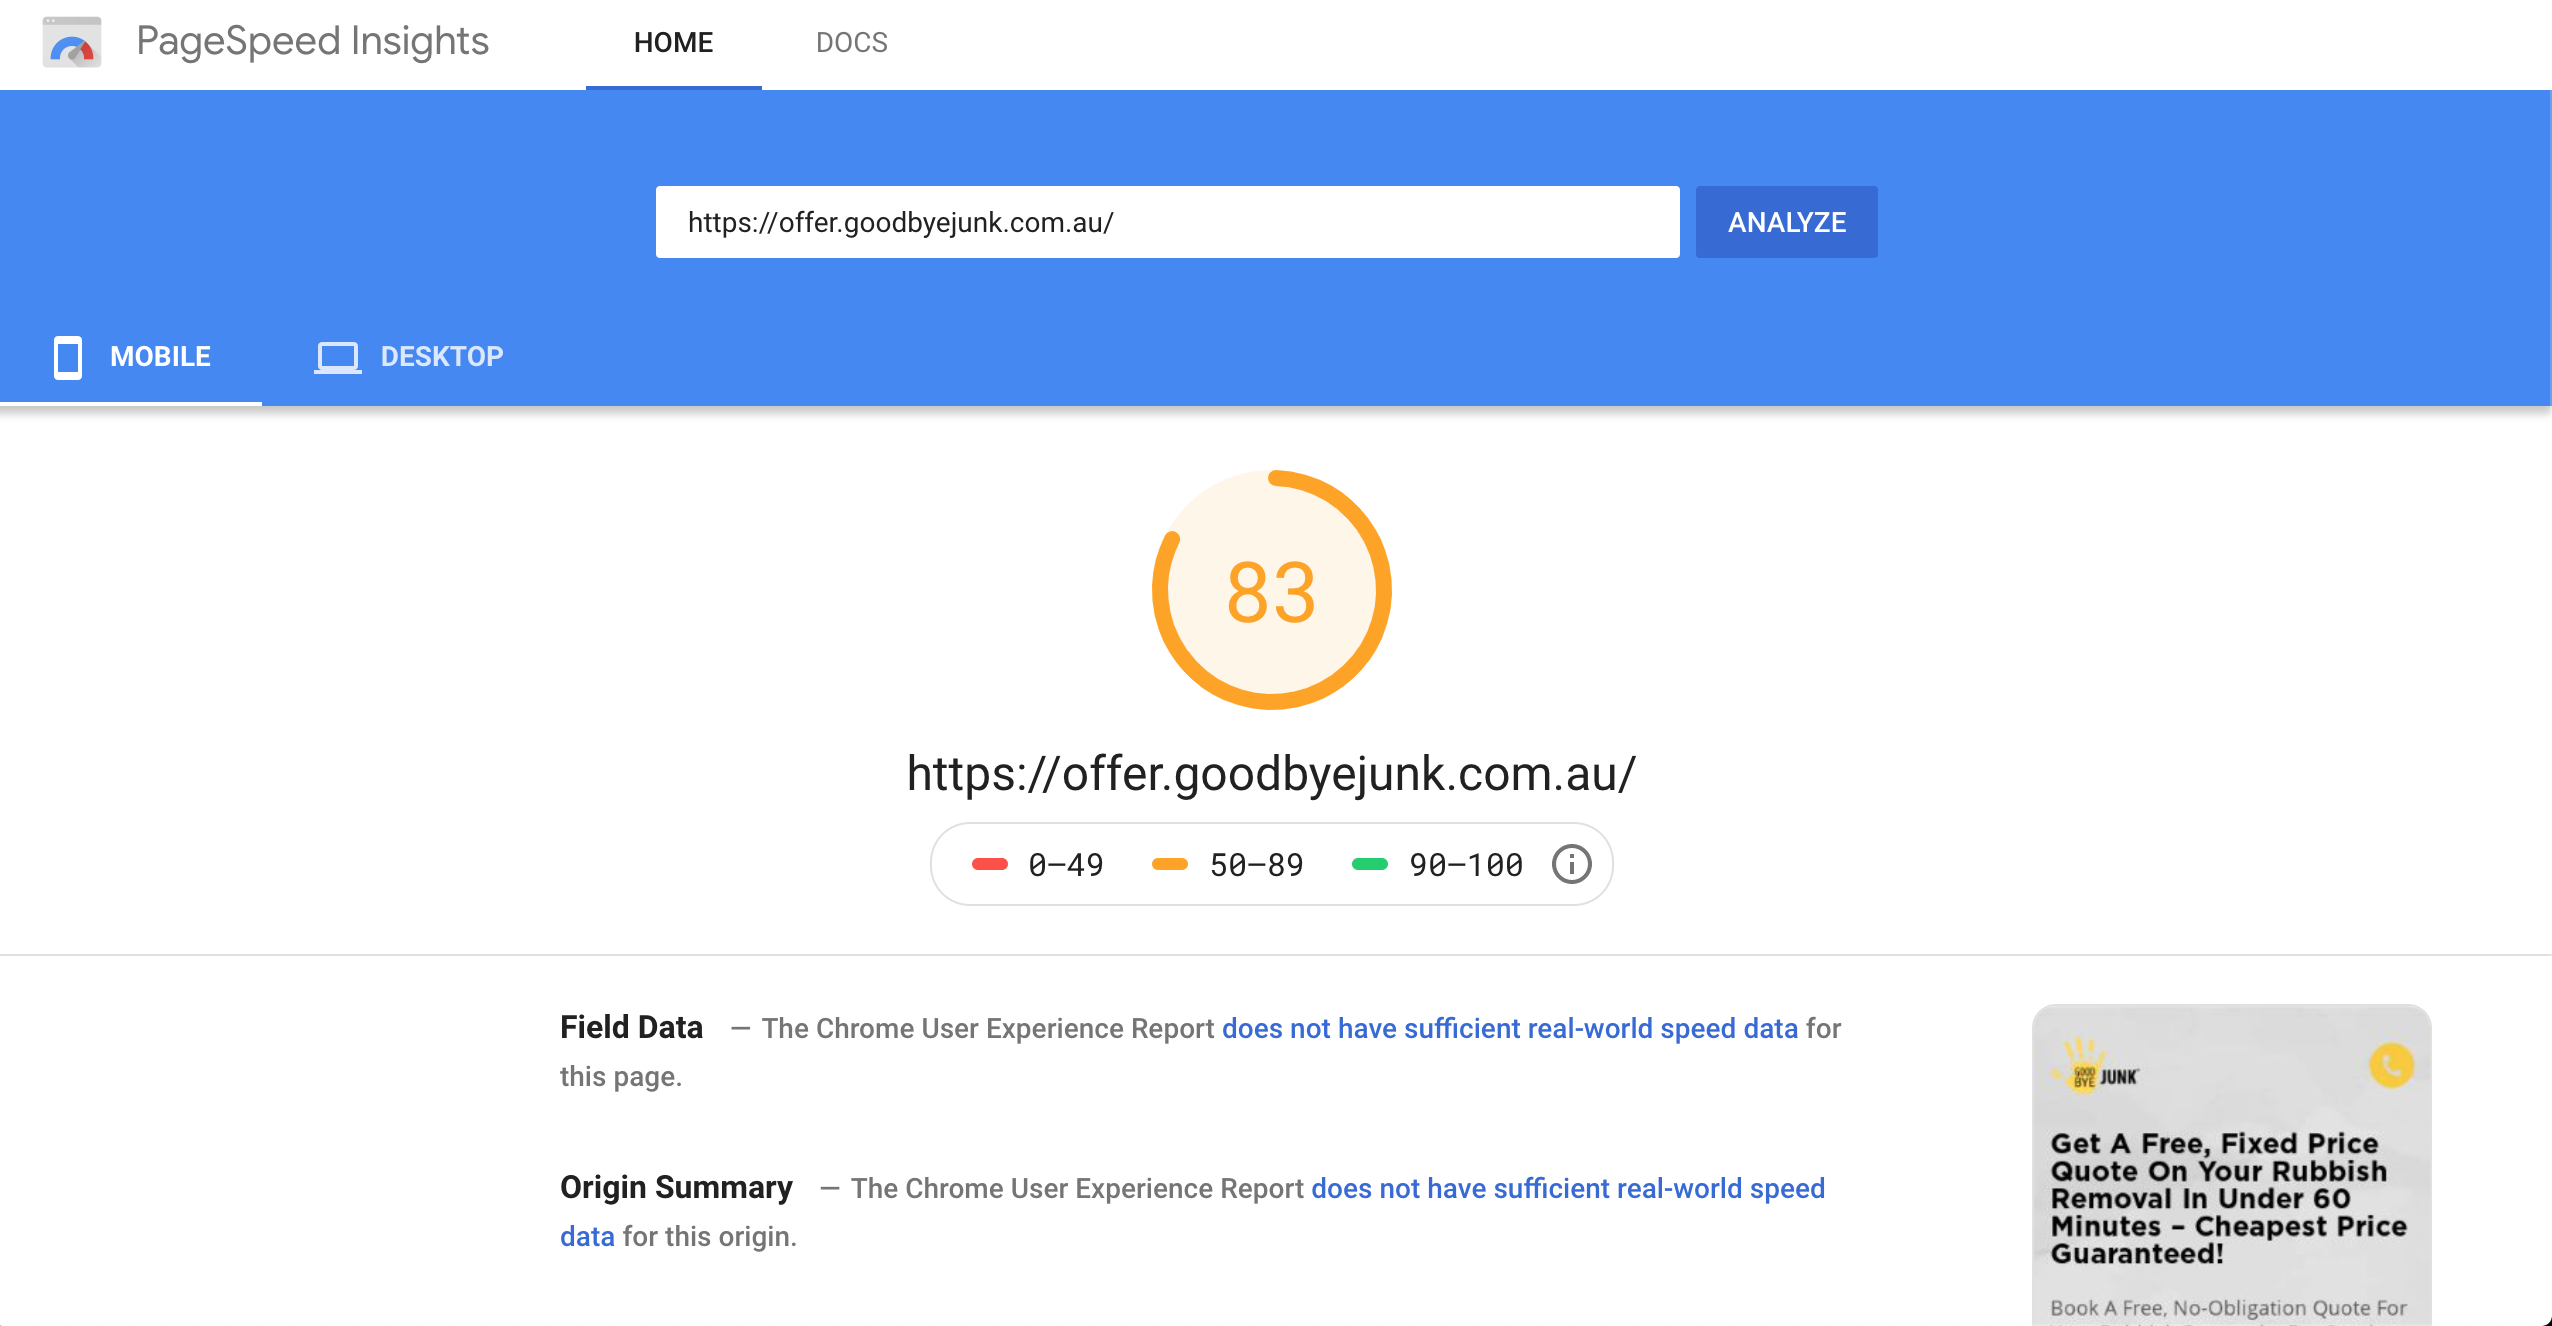 PageSpeed Insights
HOME
DOCS
https://offer.goodbyejunk.com.au/
ANALYZE
MOBILE
DESKTOP
83
https://offer.goodbyejunk.com.au/
0–49
50–89
90–100
Field Data — The Chrome User Experience Report does not have sufficient real-world speed data for
this page.
Origin Summary — The Chrome User Experience Report does not have sufficient real-world speed
data for this origin.
GOOD
BYE JUNK
Get A Free, Fixed Price
Quote On Your Rubbish
Removal In Under 60
Minutes – Cheapest Price
Guaranteed!
Book A Free, No-Obligation Quote For